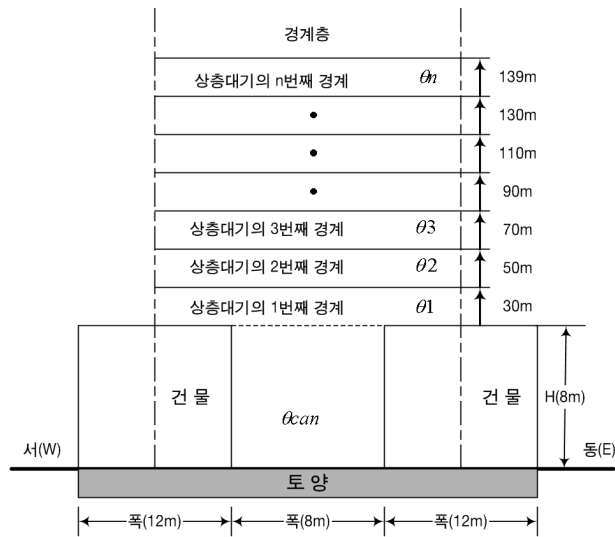 경계층
상층대기의 n번째 경계 θn 139m
130m
110m
90m
상층대기의 3번째 경계 θ3 70m
상층대기의 2번째 경계 θ2 50m
상층대기의 1번째 경계 θ1 30m
건 물 건 물 H(8m)
θcan
서(W) 동(E)
토 양
폭(12m) 폭(8m) 폭(12m)